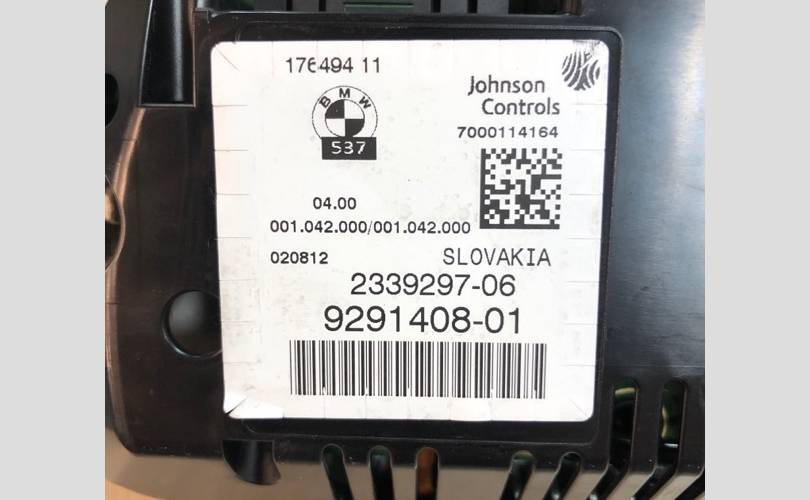 176494 11
Johnson
Controls
BMW
537
7000114164
04.00
001.042.000/001.042.000
020812
SLOVAKIA
2339297-06
9291408-01